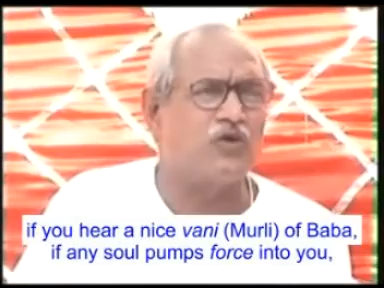 if you hear a nice vani (Murli) of Baba,
if any soul pumps force into you,